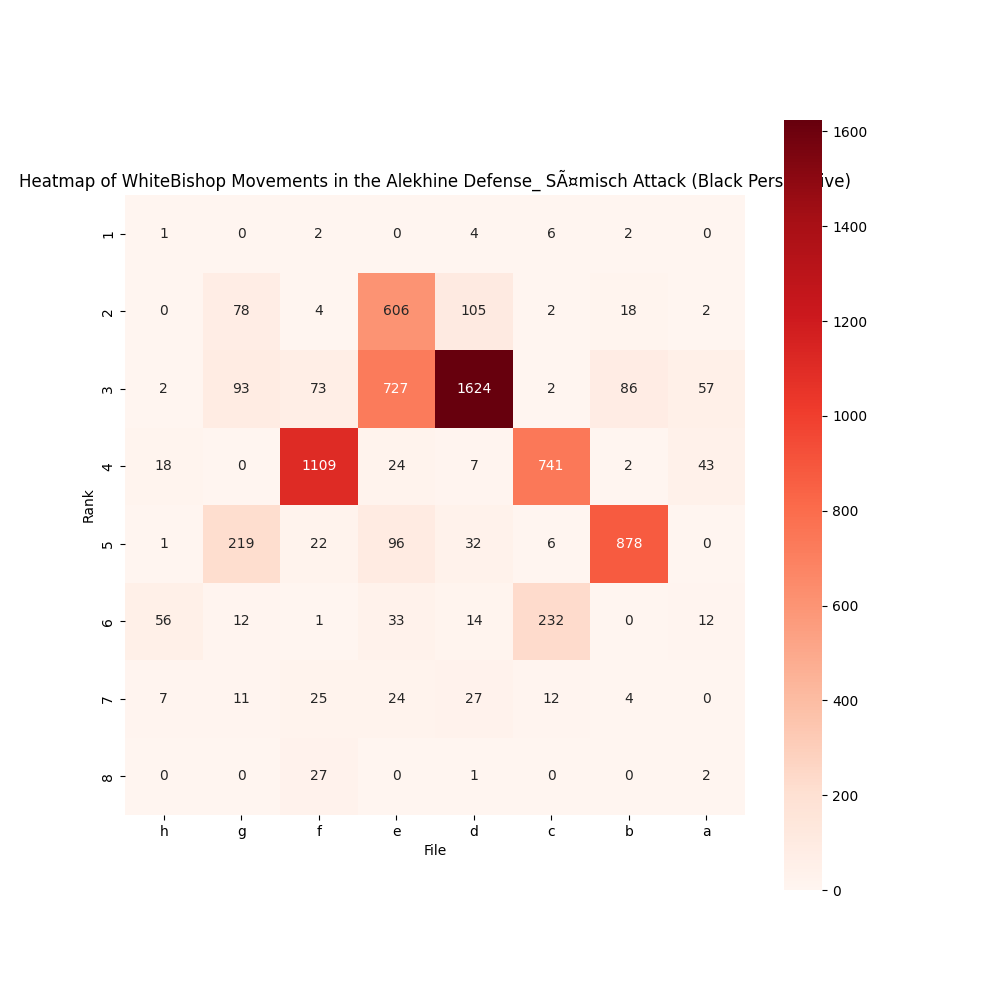 Heatmap of WhiteBishop Movements in the Alekhine Defense_ SÃ¤misch Attack (Black Pers ive)
1 1 0 2 0 4 6 2 0
2 0 78 4 606 105 2 18 2
3 2 93 73 727 1624 2 86 57
4 18 0 1109 24 7 741 2 43
5 1 219 22 96 32 6 878 0
6 56 12 1 33 14 232 0 12
7 7 11 25 24 27 12 4 0
8 0 0 27 0 1 0 0 2
h g f e d c b a
File
Rank
1600
1400
1200
1000
800
600
400
200
0